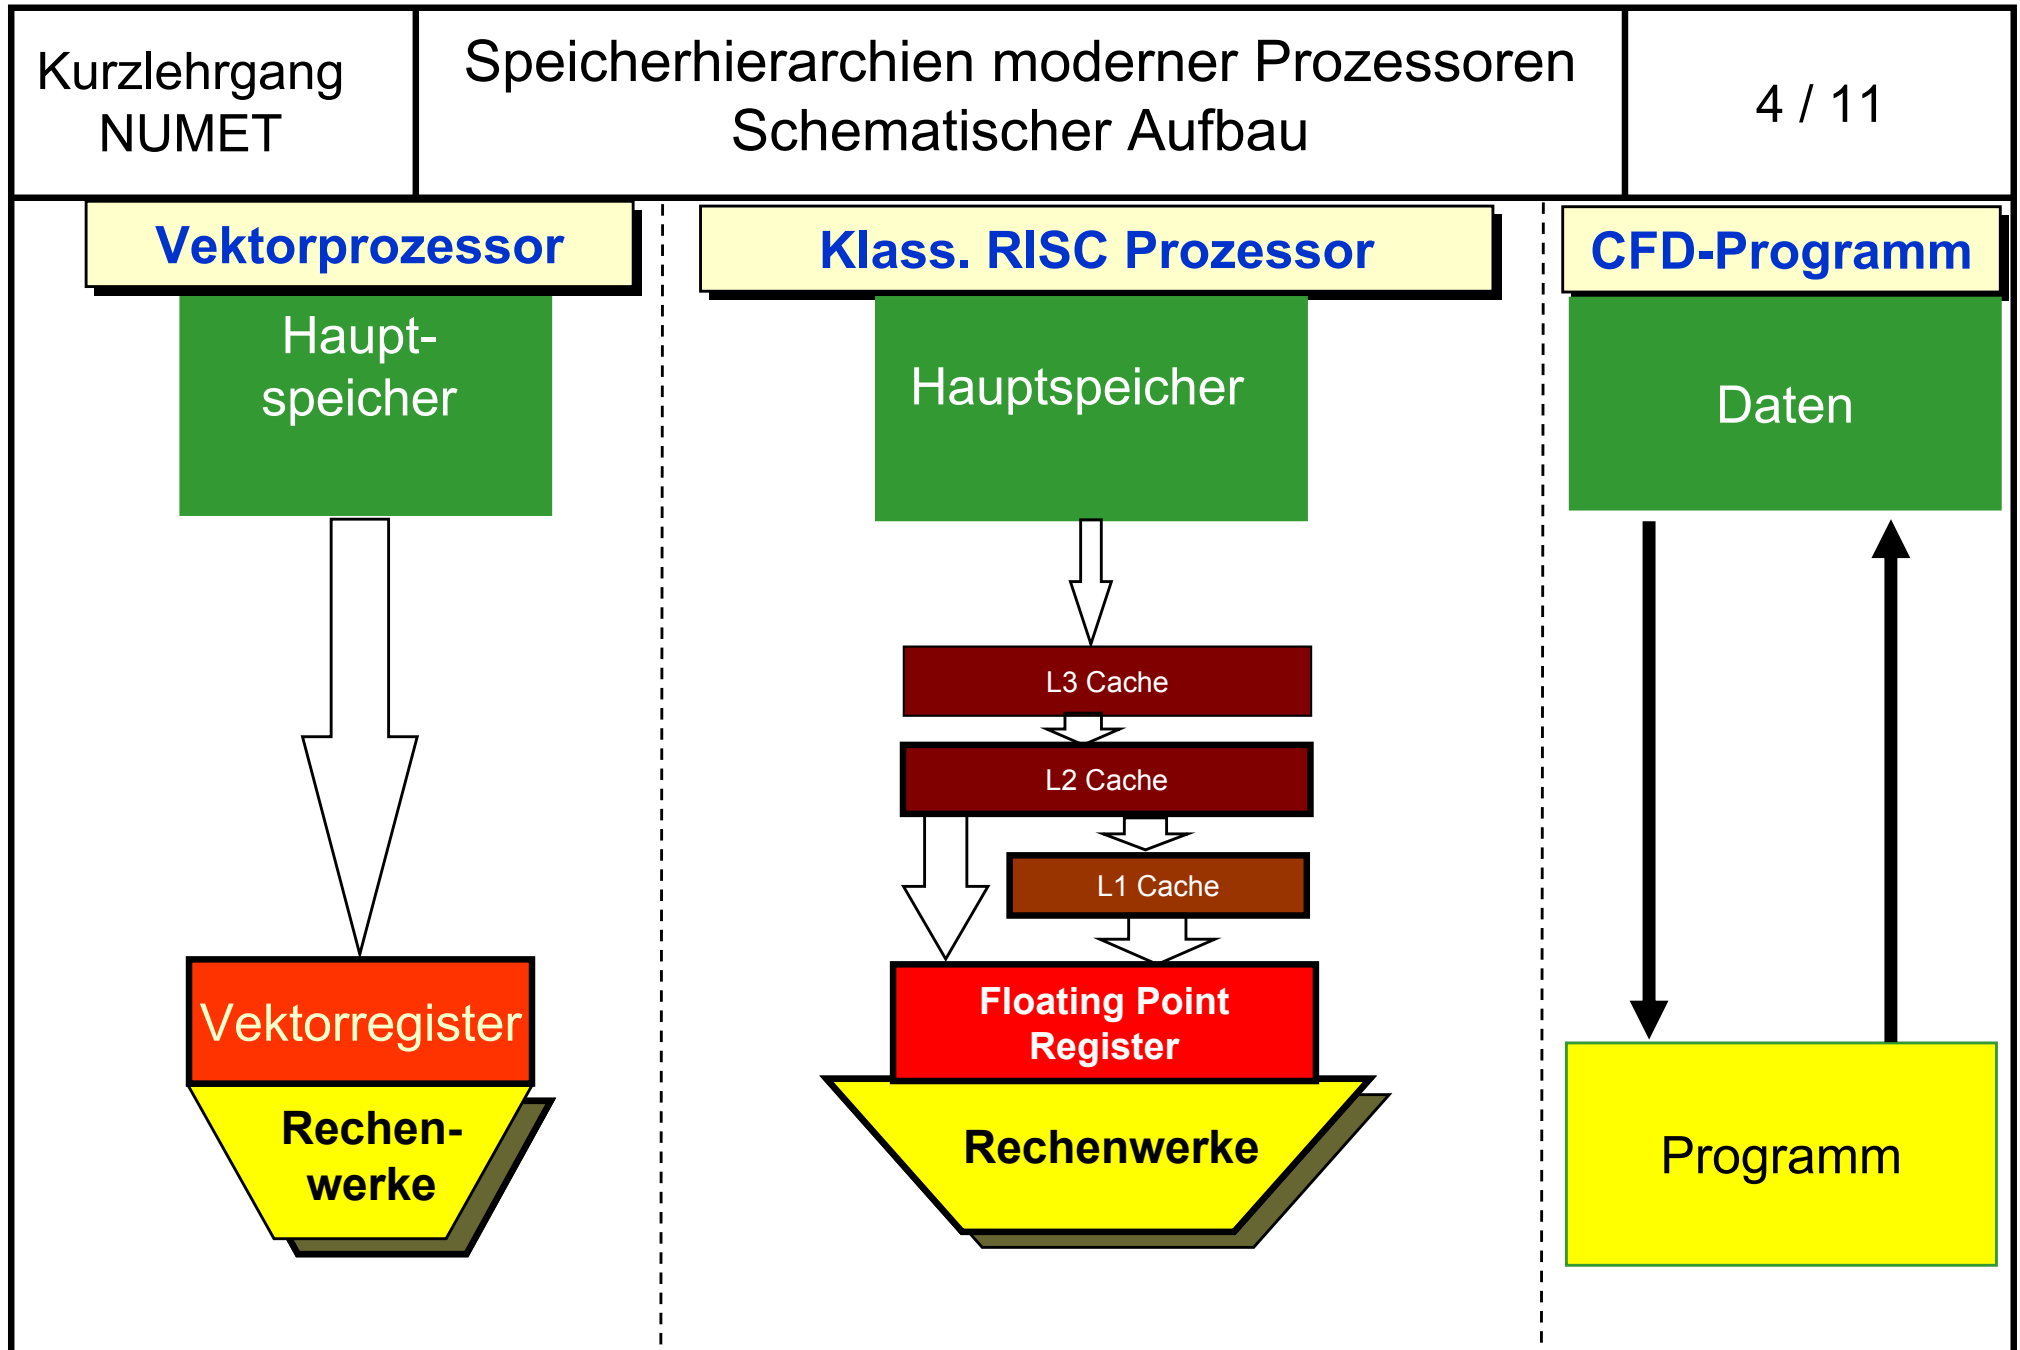 Kurzlehrgang
NUMET
Speicherhierarchien moderner Prozessoren
Schematischer Aufbau
4 / 11
Vektorprozessor
Haupt-
speicher
Vektorregister
Rechen-
werke
Klass. RISC Prozessor
Hauptspeicher
L3 Cache
L2 Cache
L1 Cache
Floating Point
Register
Rechenwerke
CFD-Programm
Daten
Programm